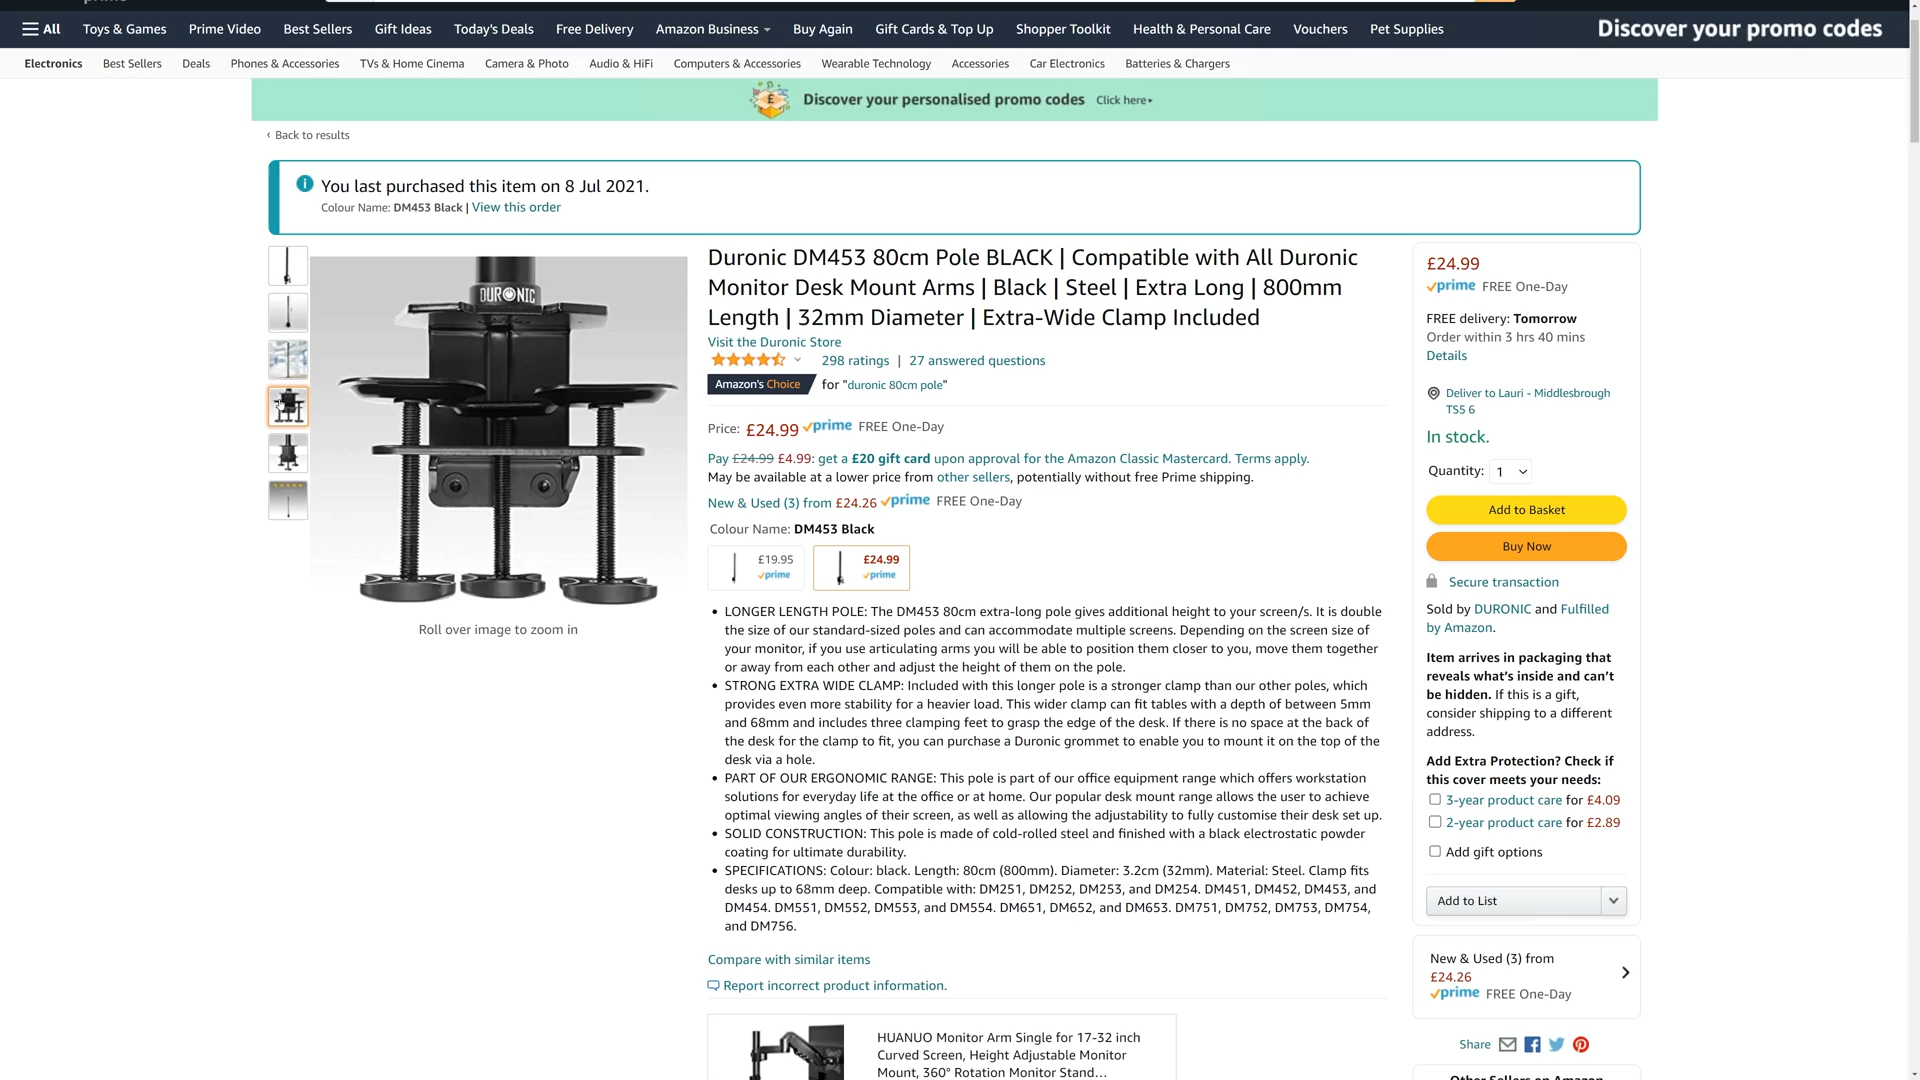 prime
All
Toys & Games
Prime Video
Best Sellers
Gift Ideas
Today's Deals
Free Delivery
Amazon Business
Buy Again
Gift Cards & Top Up
Shopper Toolkit
Health & Personal Care
Vouchers
Pet Supplies
Discover your promo codes
Electronics
Best Sellers
Deals
Phones & Accessories
TVs & Home Cinema
Camera & Photo
Audio & HiFi
Computers & Accessories
Wearable Technology
Accessories
Car Electronics
Batteries & Chargers
Discover your personalised promo codes Click here▸
‹ Back to results
You last purchased this item on 8 Jul 2021.
Colour Name: DM453 Black | View this order
DURONIC
Roll over image to zoom in
Duronic DM453 80cm Pole BLACK | Compatible with All Duronic
Monitor Desk Mount Arms | Black | Steel | Extra Long | 800mm
Length | 32mm Diameter | Extra-Wide Clamp Included
Visit the Duronic Store
298 ratings | 27 answered questions
Amazon's Choice for "duronic 80cm pole"
Price: £24.99 prime FREE One-Day
Pay £24.99 £4.99: get a £20 gift card upon approval for the Amazon Classic Mastercard. Terms apply.
May be available at a lower price from other sellers, potentially without free Prime shipping.
New & Used (3) from £24.26 prime FREE One-Day
Colour Name: DM453 Black
£19.95
prime
£24.99
prime
• LONGER LENGTH POLE: The DM453 80cm extra-long pole gives additional height to your screen/s. It is double
the size of our standard-sized poles and can accommodate multiple screens. Depending on the screen size of
your monitor, if you use articulating arms you will be able to position them closer to you, move them together
or away from each other and adjust the height of them on the pole.
• STRONG EXTRA WIDE CLAMP: Included with this longer pole is a stronger clamp than our other poles, which
provides even more stability for a heavier load. This wider clamp can fit tables with a depth of between 5mm
and 68mm and includes three clamping feet to grasp the edge of the desk. If there is no space at the back of
the desk for the clamp to fit, you can purchase a Duronic grommet to enable you to mount it on the top of the
desk via a hole.
• PART OF OUR ERGONOMIC RANGE: This pole is part of our office equipment range which offers workstation
solutions for everyday life at the office or at home. Our popular desk mount range allows the user to achieve
optimal viewing angles of their screen, as well as allowing the adjustability to fully customise their desk set up.
• SOLID CONSTRUCTION: This pole is made of cold-rolled steel and finished with a black electrostatic powder
coating for ultimate durability.
• SPECIFICATIONS: Colour: black. Length: 80cm (800mm). Diameter: 3.2cm (32mm). Material: Steel. Clamp fits
desks up to 68mm deep. Compatible with: DM251, DM252, DM253, and DM254. DM451, DM452, DM453, and
DM454. DM551, DM552, DM553, and DM554. DM651, DM652, and DM653. DM751, DM752, DM753, DM754,
and DM756.
Compare with similar items
Report incorrect product information.
HUANUO Monitor Arm Single for 17-32 inch
Curved Screen, Height Adjustable Monitor
Mount, 360° Rotation Monitor Stand…
£24.99
prime FREE One-Day
FREE delivery: Tomorrow
Order within 3 hrs 40 mins
Details
Deliver to Lauri - Middlesbrough
TS5 6
In stock.
Quantity: 1
Add to Basket
Buy Now
Secure transaction
Sold by DURONIC and Fulfilled
by Amazon.
Item arrives in packaging that
reveals what's inside and can't
be hidden. If this is a gift,
consider shipping to a different
address.
Add Extra Protection? Check if
this cover meets your needs:
3-year product care for £4.09
2-year product care for £2.89
Add gift options
Add to List
New & Used (3) from
£24.26
prime FREE One-Day
Share
Other Sellers on Amazon